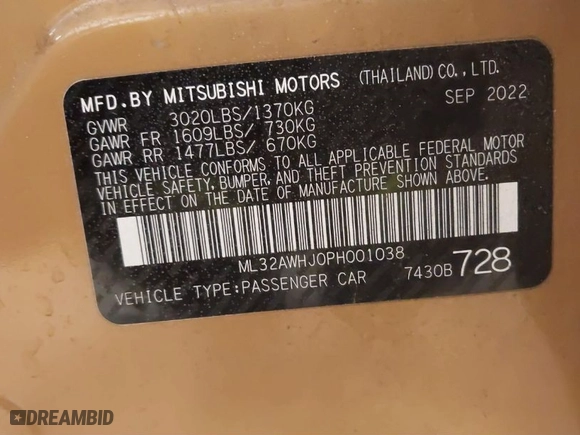 MFD.BY MITSUBISHI MOTORS (THAILAND) CO., LTD.
GVWR 3020LBS/1370KG SEP 2022
GAWR FR 1609LBS/ 730KG
GAWR RR 1477LBS/ 670KG
THIS VEHICLE CONFORMS TO ALL APPLICABLE FEDERAL MOTOR
VEHICLE SAFETY, BUMPER, AND THEFT PREVENTION STANDARDS
IN EFFECT ON THE DATE OF MANUFACTURE SHOWN ABOVE.
ML32AWHJ0PH001038
VEHICLE TYPE:PASSENGER CAR 7430B 728
DREAMBID